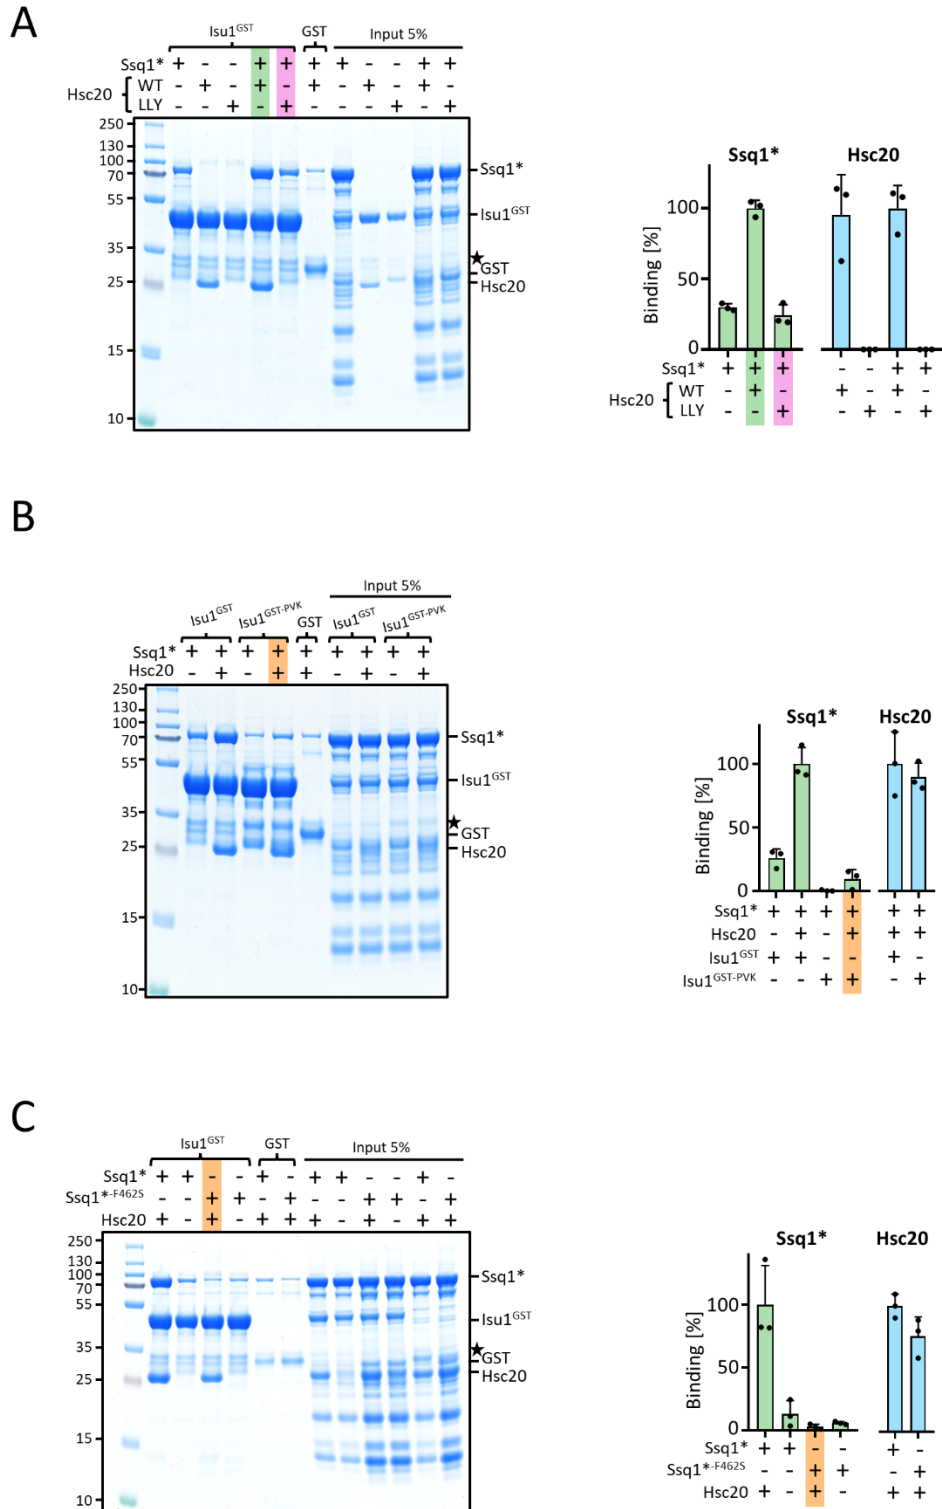 A
Isu1GST GST Input 5%
Ssq1* + - - + + + + - - + +
Hsc20 WT - + - + - + - + - + -
LLY - - + - + - - - + - +
250
130
100
70
55
35
25
15
10
Ssq1*
Isu1GST
★
GST
Hsc20
Ssq1* Hsc20
Binding [%]
100
50
0
Ssq1* + + + - - + +
Hsc20 WT - + - + - + -
LLY - - + - + - +
B
Input 5%
Isu1GST Isu1GST-PVK GST Isu1GST Isu1GST-PVK
Ssq1* + + + + + + + + +
Hsc20 - + - + + - + - +
250
130
100
70
55
35
25
15
10
Ssq1*
Isu1GST
★
GST
Hsc20
Ssq1* Hsc20
Binding [%]
100
50
0
Ssq1* + + + + + +
Hsc20 - + - + + +
Isu1GST + + - - + -
Isu1GST-PVK - - + + - +
C
Isu1GST GST Input 5%
Ssq1* + + - - + - + + - - + -
Ssq1*-F462S - - + + - + - - + + - +
Hsc20 + - + - + + + - + - + +
250
130
100
70
55
35
25
15
10
Ssq1*
Isu1GST
★
GST
Hsc20
Ssq1* Hsc20
Binding [%]
100
50
0
Ssq1* + + - - + -
Ssq1*-F462S - - + + - +
Hsc20 + - + - + +